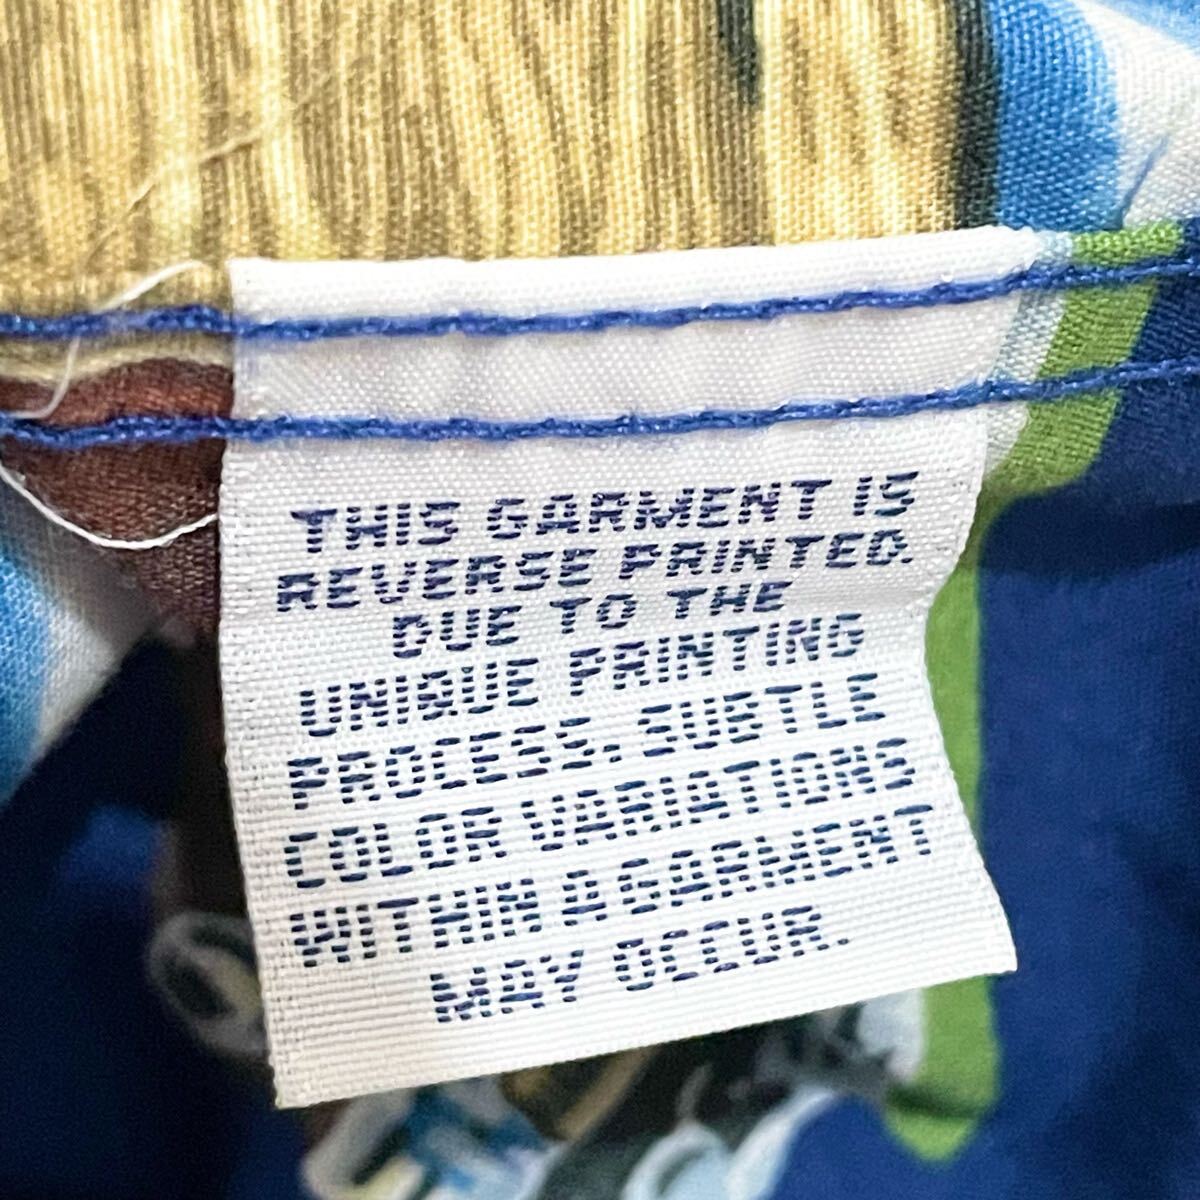 THIS GARMENT IS
REVERSE PRINTED.
DUE TO THE
UNIQUE PRINTING
PROCESS, SUBTLE
COLOR VARIATIONS
WITHIN A GARMENT
MAY OCCUR.